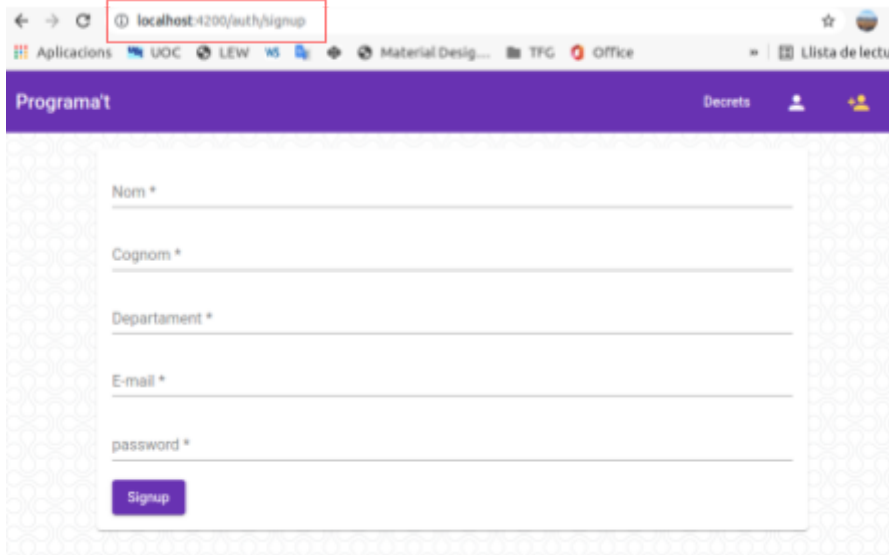 localhost:4200/auth/signup
Aplicacions UOC LEW WS Material Desig... TFG Office » Llista de lectu
Programa't Decrets
Nom *
Cognom *
Departament *
E-mail *
password *
Signup